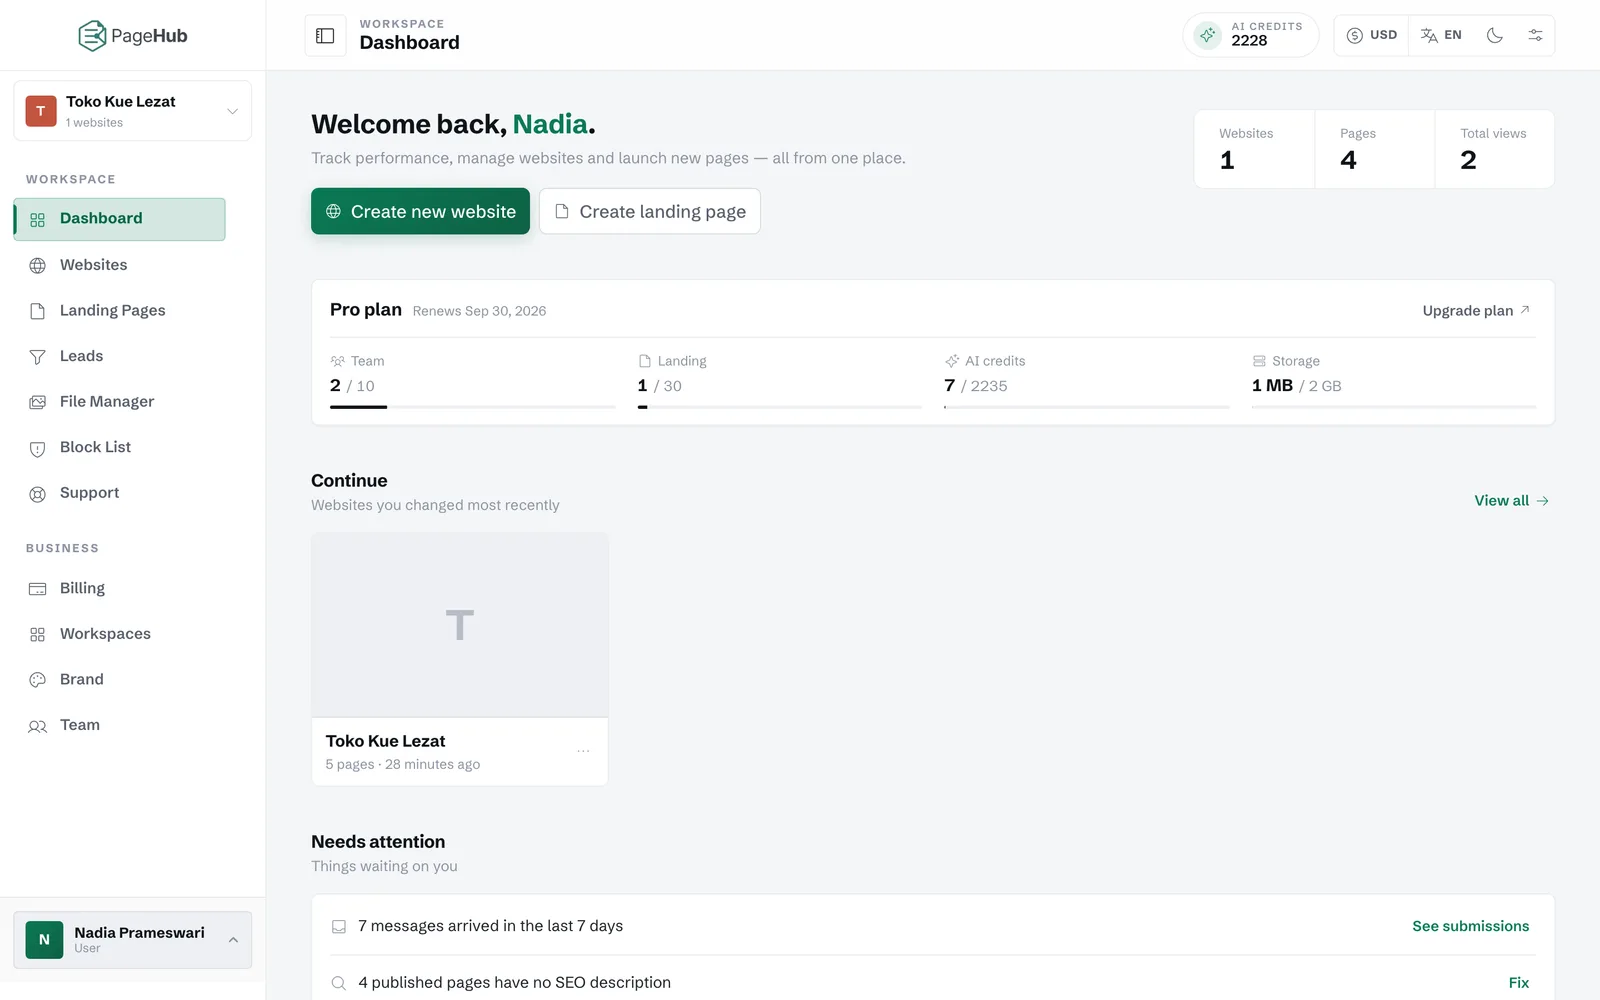 PageHub
WORKSPACE
Dashboard
AI CREDITS
2228
USD
EN
T
Toko Kue Lezat
1 websites
WORKSPACE
Dashboard
Websites
Landing Pages
Leads
File Manager
Block List
Support
BUSINESS
Billing
Workspaces
Brand
Team
N
Nadia Prameswari
User
Welcome back, Nadia.
Track performance, manage websites and launch new pages — all from one place.
Create new website
Create landing page
Websites
1
Pages
4
Total views
2
Pro plan Renews Sep 30, 2026
Upgrade plan
Team
2 / 10
Landing
1 / 30
AI credits
7 / 2235
Storage
1 MB / 2 GB
Continue
Websites you changed most recently
View all
T
Toko Kue Lezat
5 pages · 28 minutes ago
Needs attention
Things waiting on you
7 messages arrived in the last 7 days
See submissions
4 published pages have no SEO description
Fix